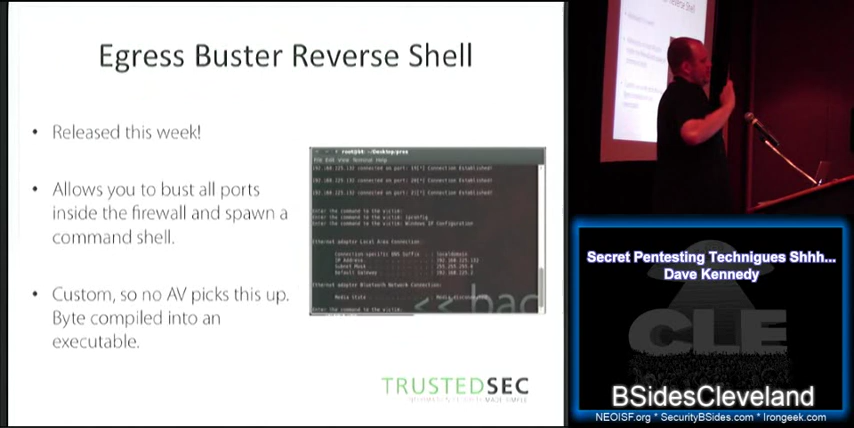 Egress Buster Reverse Shell
• Released this week!
• Allows you to bust all ports
inside the firewall and spawn a
command shell.
• Custom, so no AV picks this up.
Byte compiled into an
executable.
<< bac
TRUSTEDSEC
Secret Pentesting Technigues Shhh...
Dave Kennedy
CLE
BSidesCleveland
NEOISF.org * SecurityBSides.com * Irongeek.com